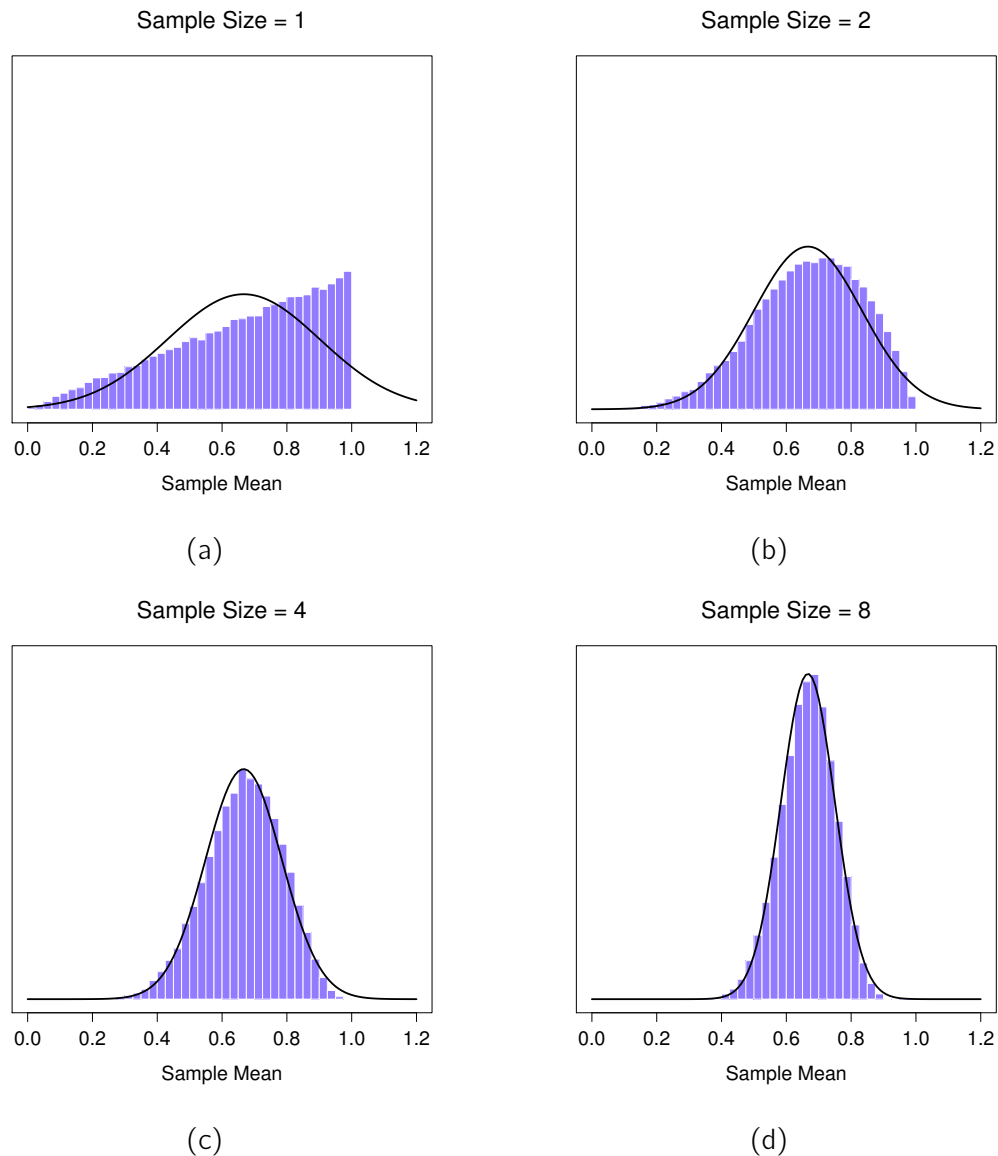 Sample Size = 1
0.0 0.2 0.4 0.6 0.8 1.0 1.2
Sample Mean
(a)
Sample Size = 2
0.0 0.2 0.4 0.6 0.8 1.0 1.2
Sample Mean
(b)
Sample Size = 4
0.0 0.2 0.4 0.6 0.8 1.0 1.2
Sample Mean
(c)
Sample Size = 8
0.0 0.2 0.4 0.6 0.8 1.0 1.2
Sample Mean
(d)